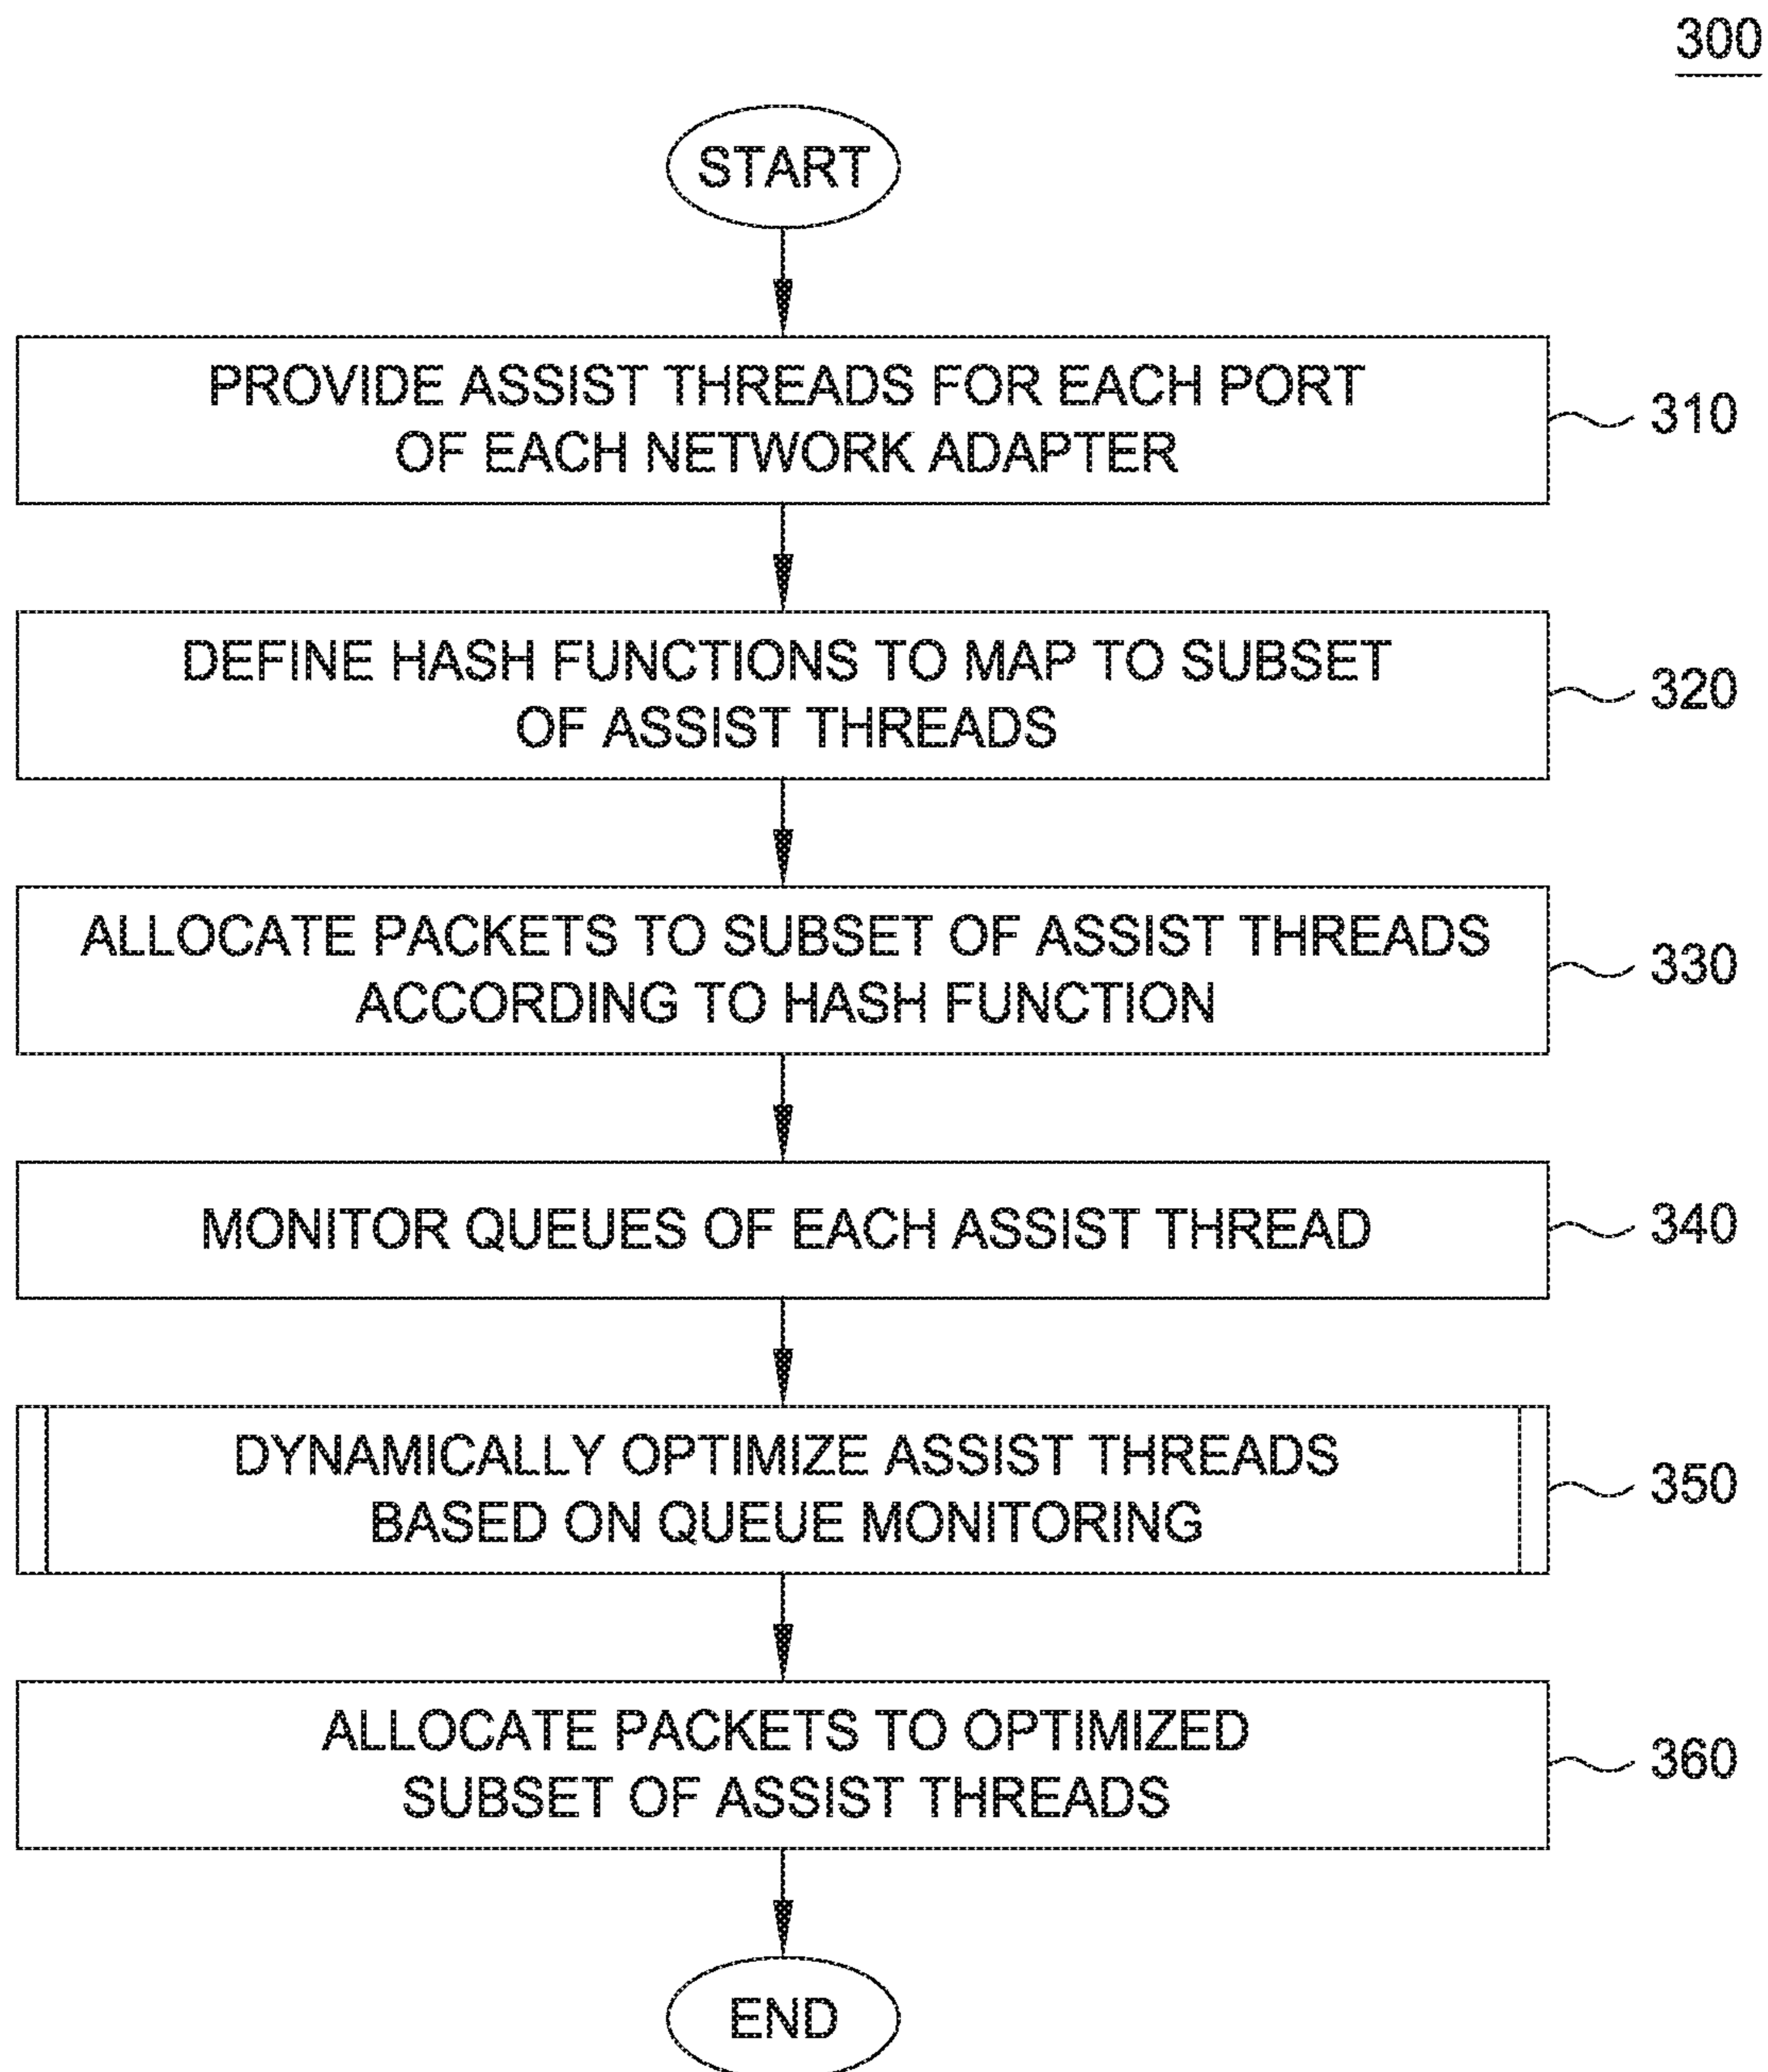 300
START
PROVIDE ASSIST THREADS FOR EACH PORT
OF EACH NETWORK ADAPTER
310
DEFINE HASH FUNCTIONS TO MAP TO SUBSET
OF ASSIST THREADS
320
ALLOCATE PACKETS TO SUBSET OF ASSIST THREADS
ACCORDING TO HASH FUNCTION
330
MONITOR QUEUES OF EACH ASSIST THREAD
340
DYNAMICALLY OPTIMIZE ASSIST THREADS
BASED ON QUEUE MONITORING
350
ALLOCATE PACKETS TO OPTIMIZED
SUBSET OF ASSIST THREADS
360
END